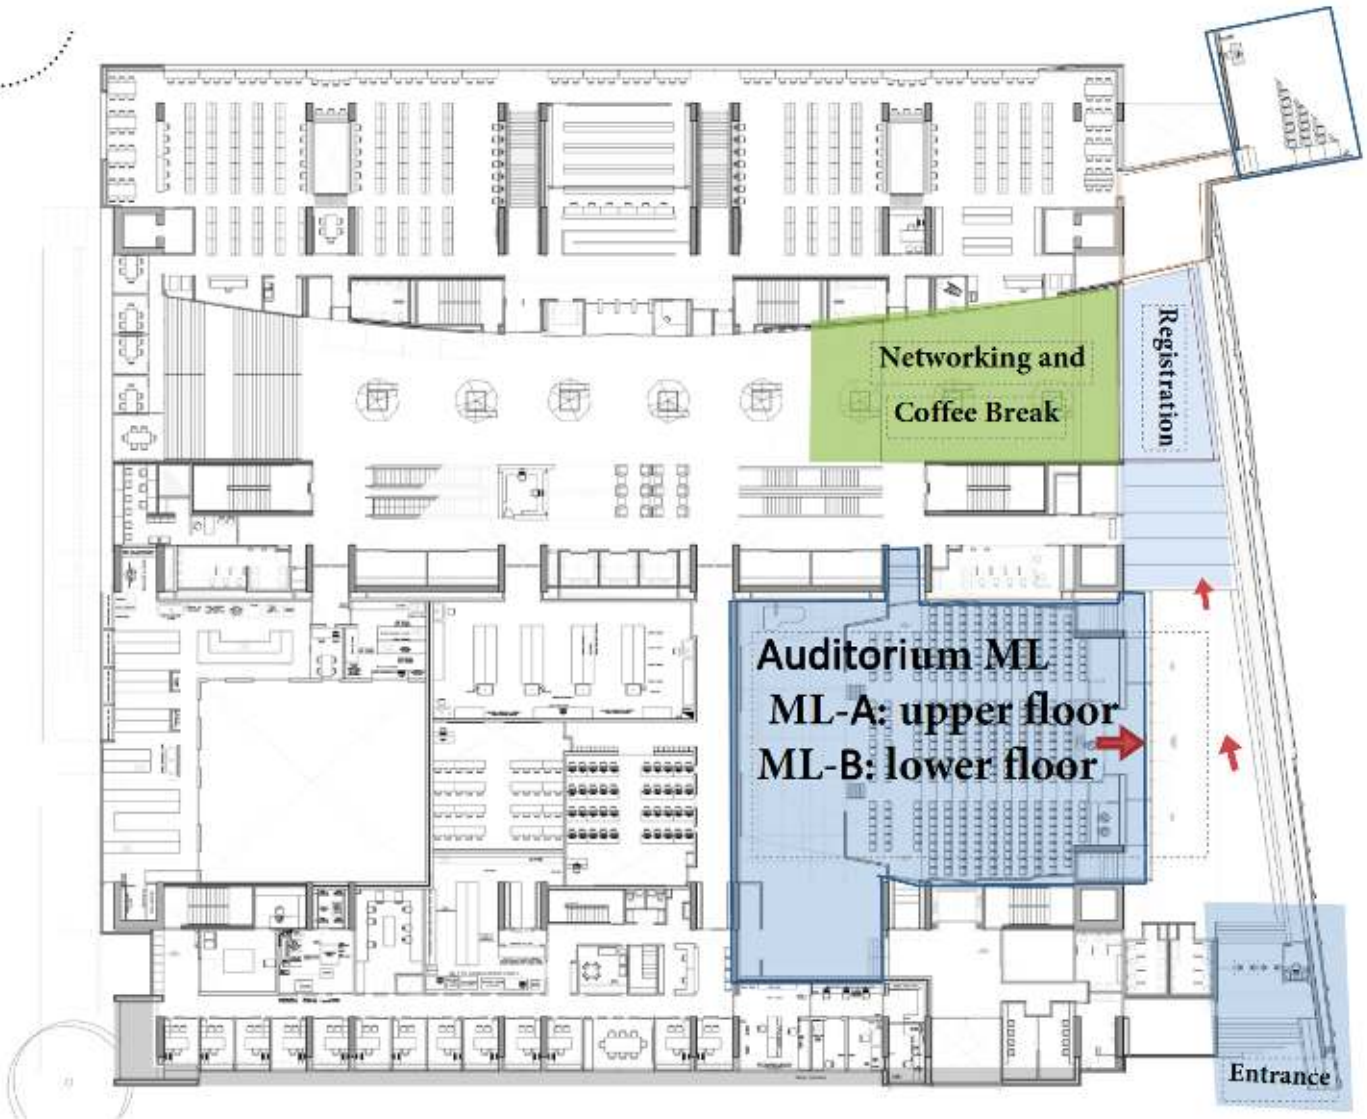 Networking and
Coffee Break
Registration
Auditorium ML
ML-A: upper floor
ML-B: lower floor
Entrance